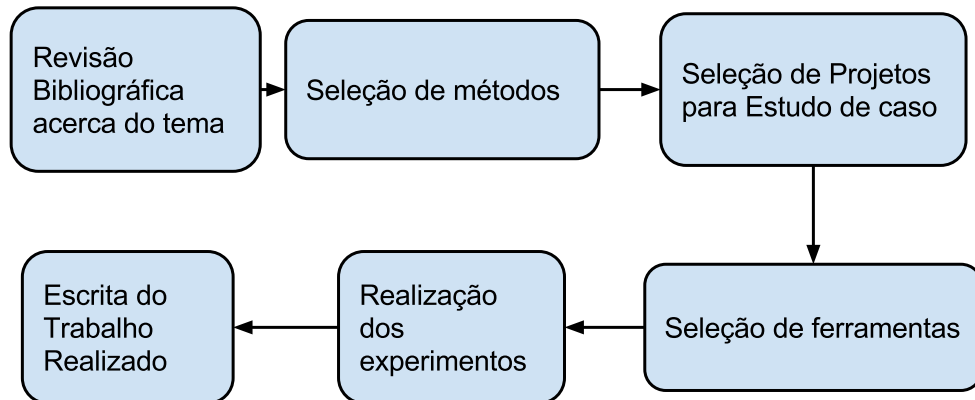 Revisão
Bibliográfica
acerca do tema
Seleção de métodos
Seleção de Projetos
para Estudo de caso
Seleção de ferramentas
Realização
dos
experimentos
Escrita do
Trabalho
Realizado